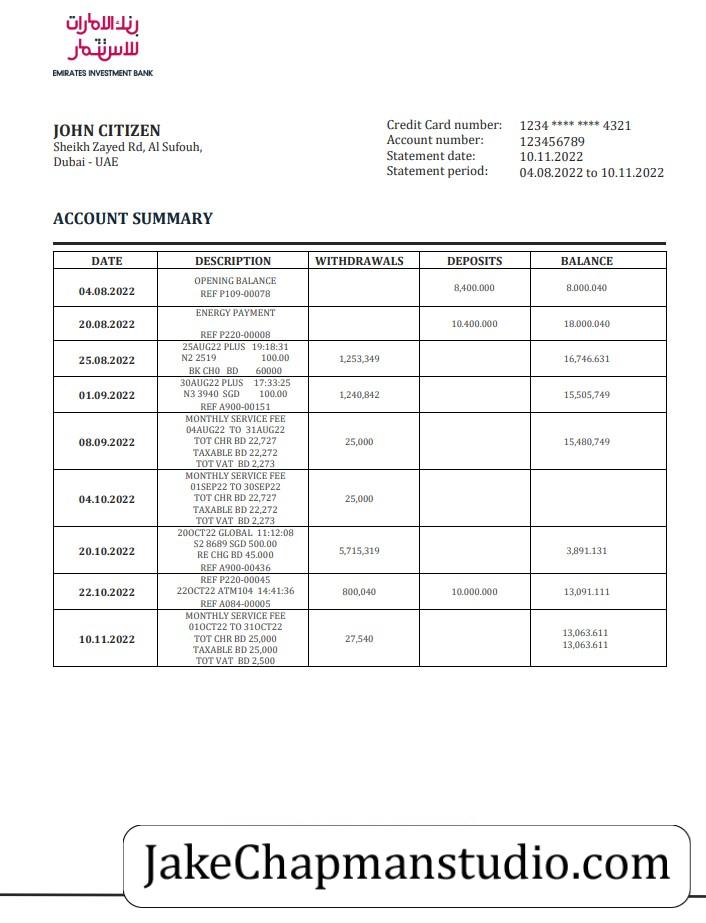 بنك الإمارات
للاستثمار
EMIRATES INVESTMENT BANK
JOHN CITIZEN
Sheikh Zayed Rd, Al Sufouh,
Dubai - UAE
Credit Card number: 1234 **** **** 4321
Account number: 123456789
Statement date: 10.11.2022
Statement period: 04.08.2022 to 10.11.2022
ACCOUNT SUMMARY
DATE DESCRIPTION WITHDRAWALS DEPOSITS BALANCE
04.08.2022 OPENING BALANCE 8,400.000 8.000.040
REF P109-00078
20.08.2022 ENERGY PAYMENT 10.400.000 18.000.040
REF P220-00008
25.08.2022 25AUG22 PLUS 19:18:31 1,253,349 16,746.631
N2 2519 100.00
BK CH0 BD 60000
01.09.2022 30AUG22 PLUS 17:33:25 1,240,842 15,505,749
N3 3940 SGD 100.00
REF A900-00151
08.09.2022 MONTHLY SERVICE FEE 25,000 15,480,749
04AUG22 TO 31AUG22
TOT CHR BD 22,727
TAXABLE BD 22,272
TOT VAT BD 2,273
04.10.2022 MONTHLY SERVICE FEE 25,000
01SEP22 TO 30SEP22
TOT CHR BD 22,727
TAXABLE BD 22,272
TOT VAT BD 2,273
20.10.2022 20OCT22 GLOBAL 11:12:08 5,715,319 3,891.131
S2 8689 SGD 500.00
RE CHG BD 45.000
REF A900-00436
22.10.2022 REF P220-00045 800,040 10.000.000 13,091.111
22OCT22 ATM104 14:41:36
REF A084-00005
10.11.2022 MONTHLY SERVICE FEE 27,540 13,063.611
01OCT22 TO 31OCT22 13,063.611
TOT CHR BD 25,000
TAXABLE BD 25,000
TOT VAT BD 2,500
JakeChapmanstudio.com